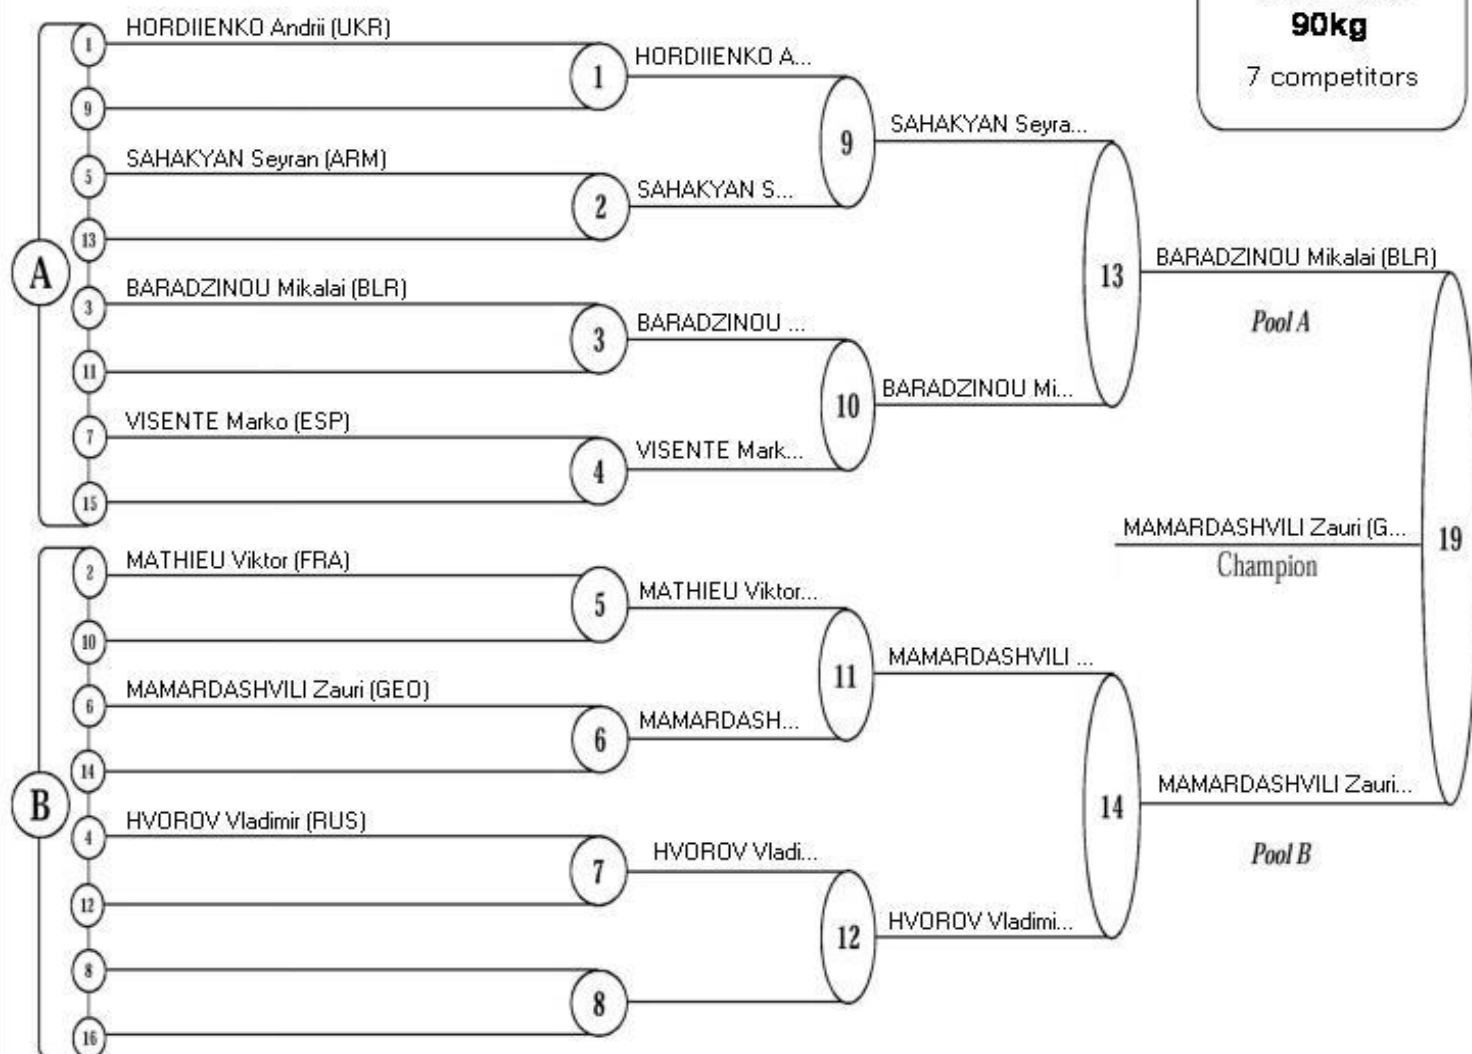 90kg
7 competitors
A
1
HORDIIENKO Andrii (UKR)
9
1
HORDIIENKO A...
5
SAHAKYAN Seyran (ARM)
13
2
SAHAKYAN S...
9
SAHAKYAN Seyra...
3
BARADZINOU Mikalai (BLR)
11
3
BARADZINOU ...
7
VISENTE Marko (ESP)
15
4
VISENTE Mark...
10
BARADZINOU Mi...
13
BARADZINOU Mikalai (BLR)
Pool A
B
2
MATHIEU Viktor (FRA)
10
5
MATHIEU Viktor...
6
MAMARDASHVILI Zauri (GEO)
14
6
MAMARDASH...
11
MAMARDASHVILI ...
4
HVOROV Vladimir (RUS)
12
7
HVOROV Vladi...
8
16
8
12
HVOROV Vladimi...
14
MAMARDASHVILI Zauri...
Pool B
MAMARDASHVILI Zauri (G...
Champion
19